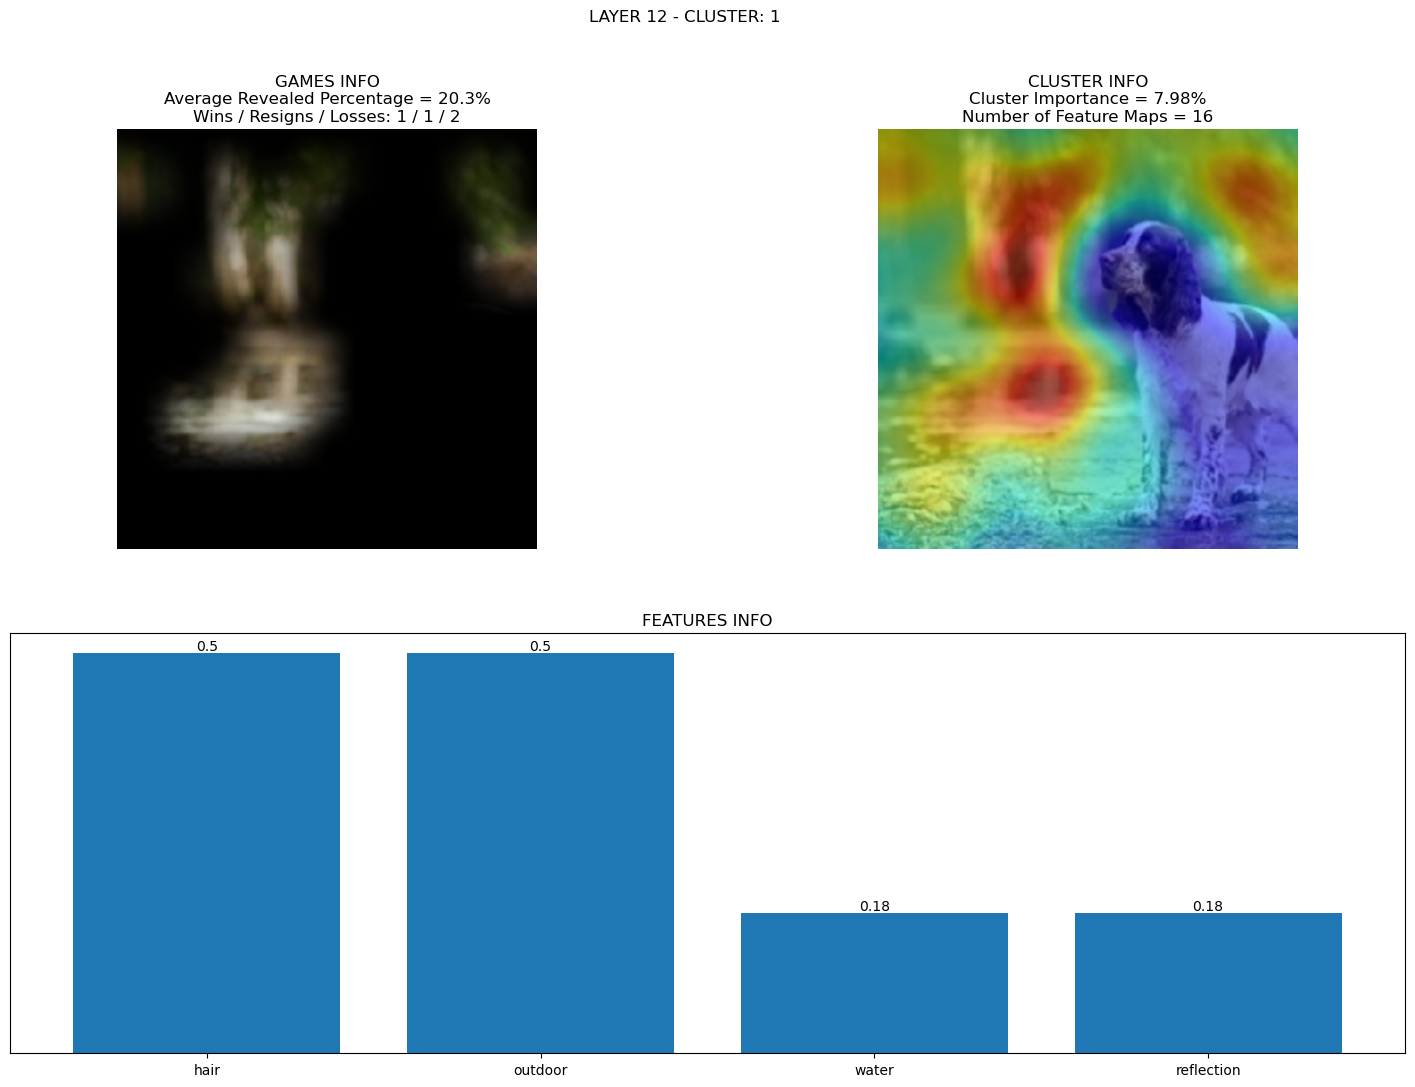 LAYER 12 - CLUSTER: 1
GAMES INFO
Average Revealed Percentage = 20.3%
Wins / Resigns / Losses: 1 / 1 / 2
CLUSTER INFO
Cluster Importance = 7.98%
Number of Feature Maps = 16
FEATURES INFO
0.5
0.5
0.18
0.18
hair
outdoor
water
reflection